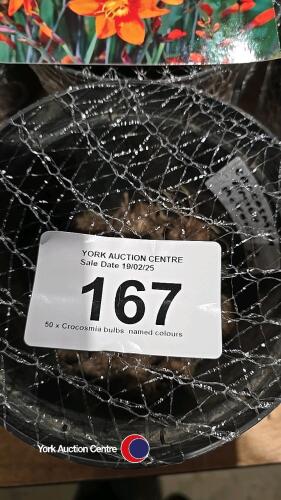 YORK AUCTION CENTRE
Sale Date 19/02/25
167
50 x Crocosmia bulbs named colours
York Auction Centre